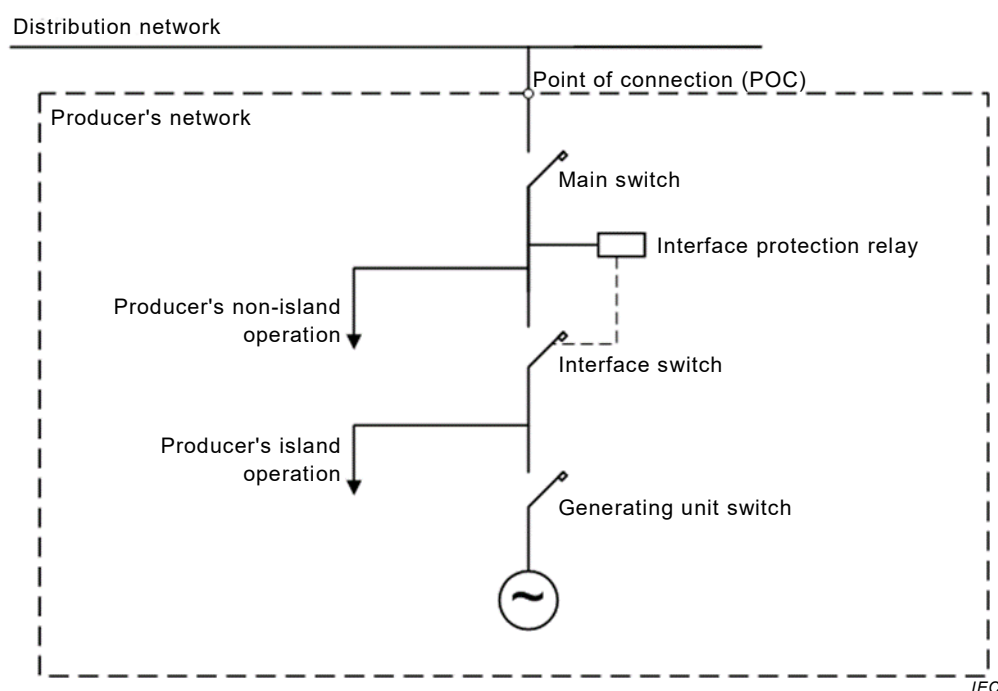 Distribution network
Point of connection (POC)
Producer's network
Main switch
Interface protection relay
Producer's non-island
operation
Interface switch
Producer's island
operation
Generating unit switch
~
IEC